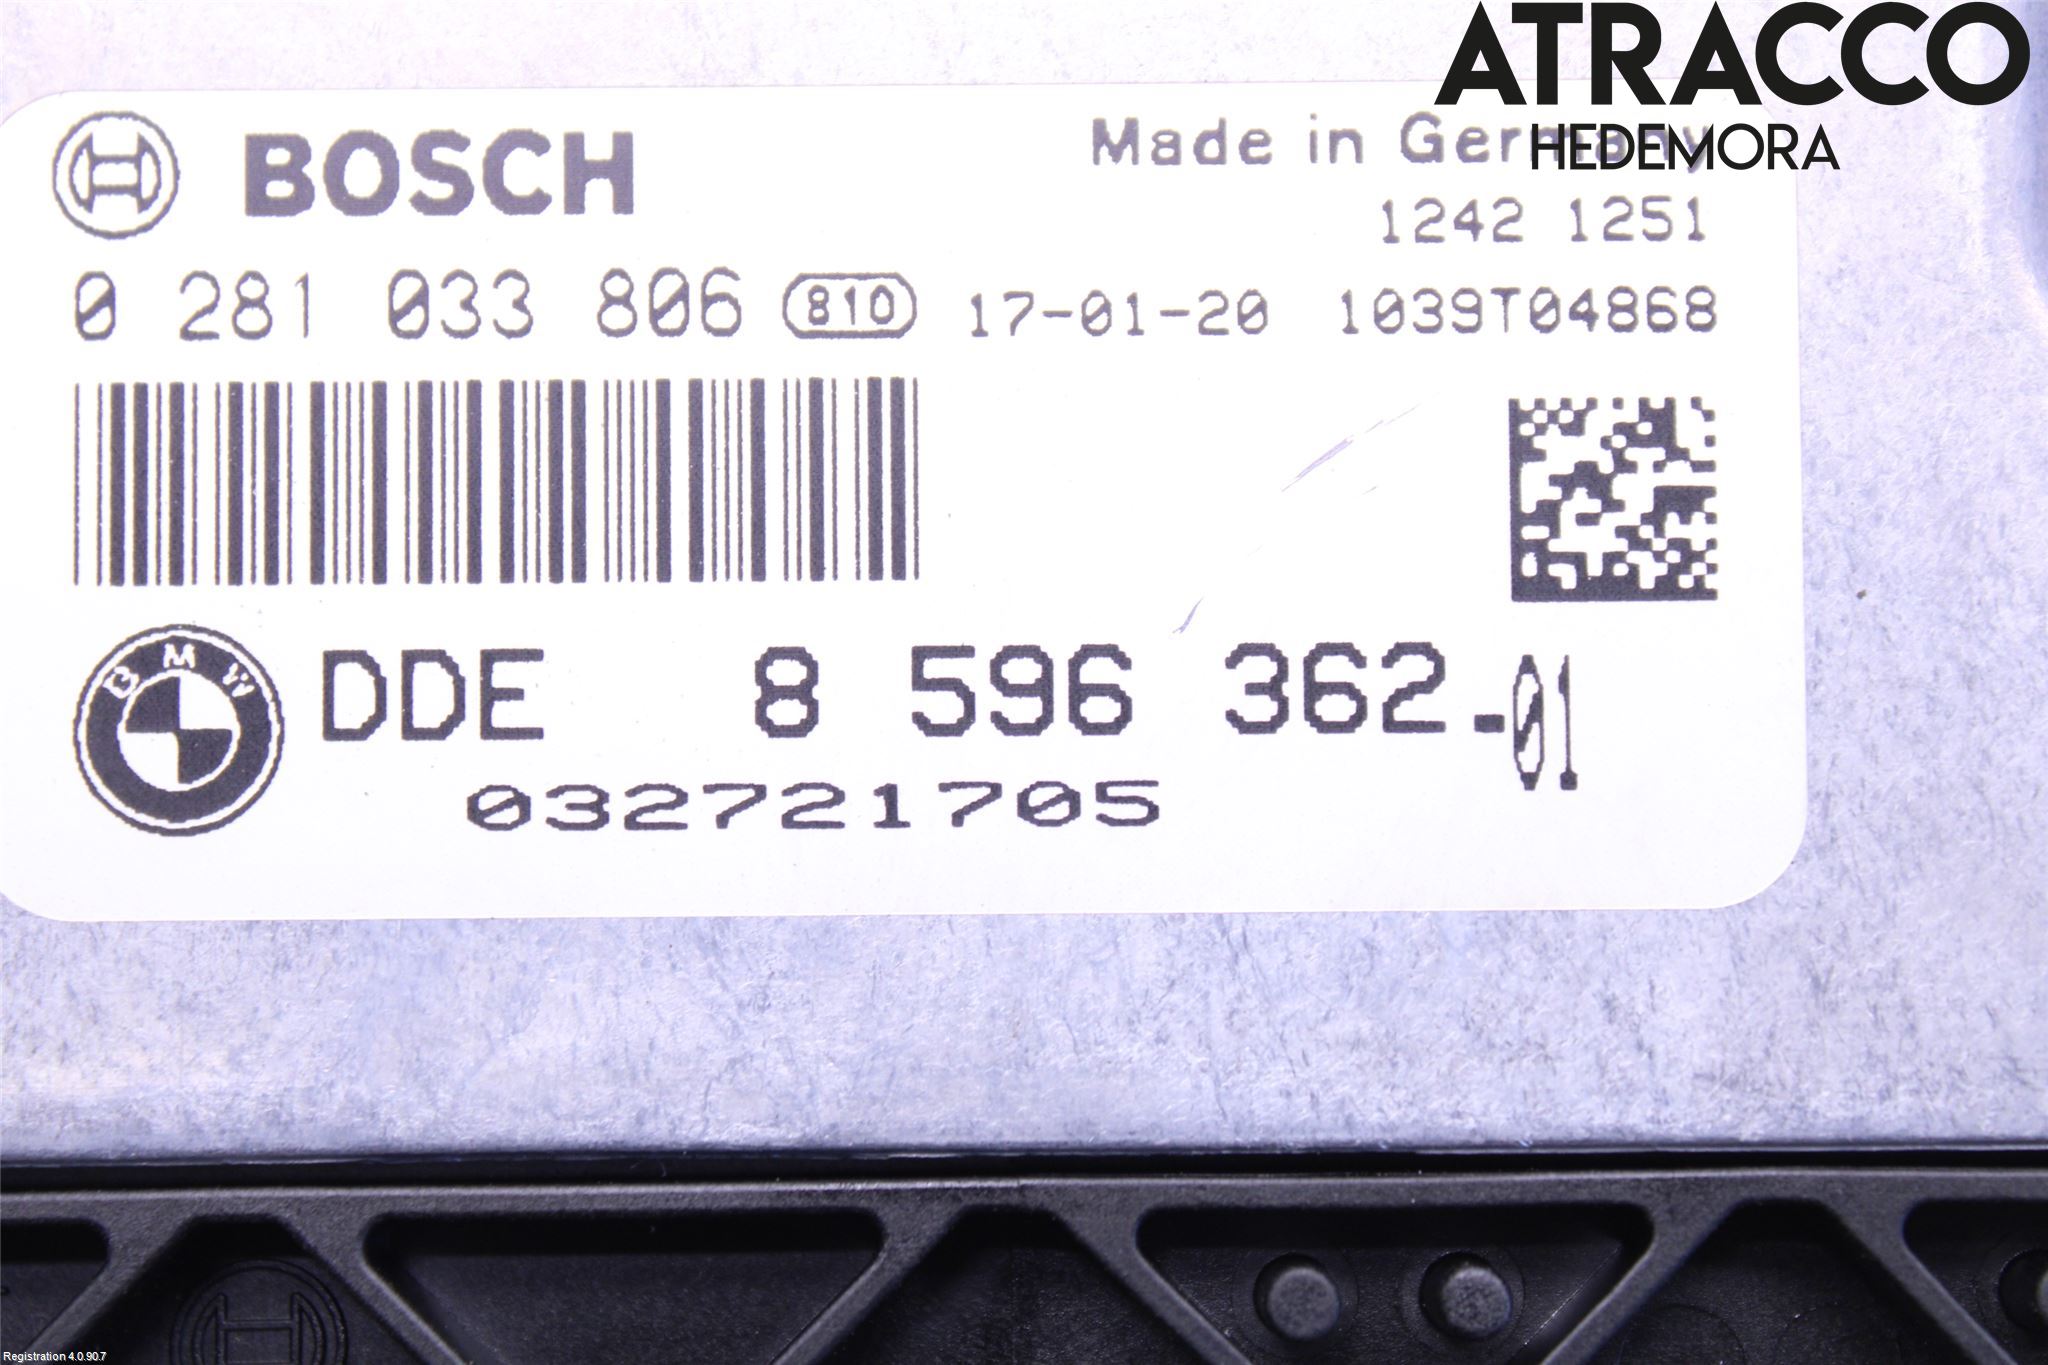 ATRACCO
HEDEMORA
BOSCH
Made in Germany
1242 1251
0 281 033 806 810 17-01-20 1039T04868
BMW DDE 8 596 362-01
032721705
Registration 4.0.90.7